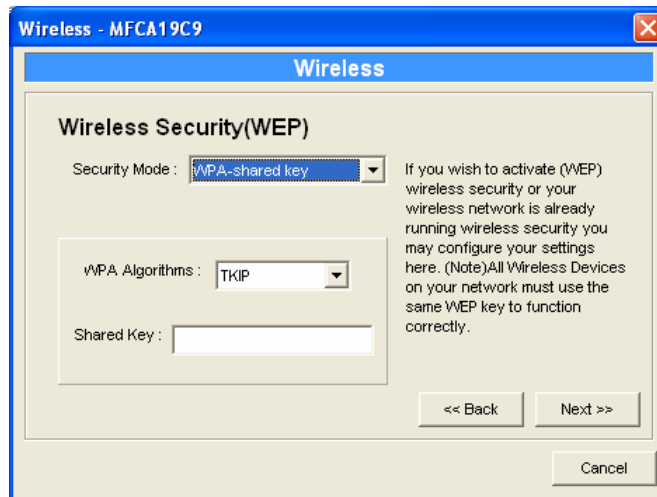 Wireless - MFCA19C9
Wireless
Wireless Security(WEP)
Security Mode : WPA-shared key
If you wish to activate (WEP)
wireless security or your
wireless network is already
running wireless security you
may configure your settings
here. (Note)All Wireless Devices
on your network must use the
same WEP key to function
correctly.
WPA Algorithms : TKIP
Shared Key :
<< Back
Next >>
Cancel